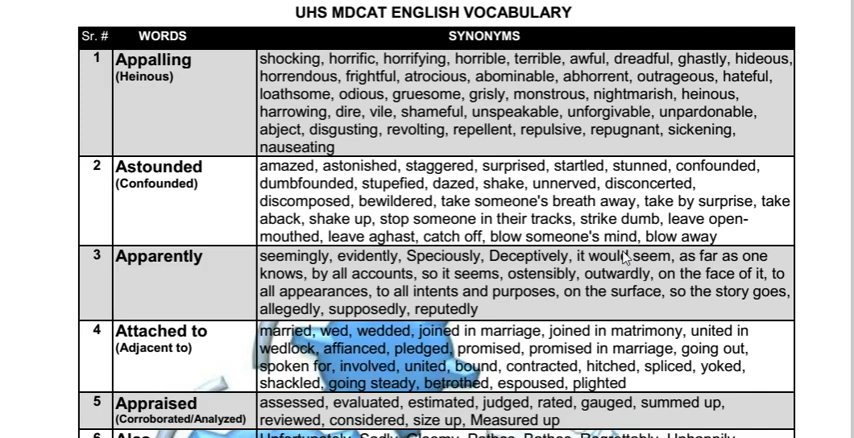 UHS MDCAT ENGLISH VOCABULARY
Sr. # WORDS SYNONYMS
1 Appalling
(Heinous)
shocking, horrific, horrifying, horrible, terrible, awful, dreadful, ghastly, hideous,
horrendous, frightful, atrocious, abominable, abhorrent, outrageous, hateful,
loathsome, odious, gruesome, grisly, monstrous, nightmarish, heinous,
harrowing, dire, vile, shameful, unspeakable, unforgivable, unpardonable,
abject, disgusting, revolting, repellent, repulsive, repugnant, sickening,
nauseating
2 Astounded
(Confounded)
amazed, astonished, staggered, surprised, startled, stunned, confounded,
dumbfounded, stupefied, dazed, shake, unnerved, disconcerted,
discomposed, bewildered, take someone's breath away, take by surprise, take
aback, shake up, stop someone in their tracks, strike dumb, leave open-
mouthed, leave aghast, catch off, blow someone's mind, blow away
3 Apparently
seemingly, evidently, Speciously, Deceptively, it would seem, as far as one
knows, by all accounts, so it seems, ostensibly, outwardly, on the face of it, to
all appearances, to all intents and purposes, on the surface, so the story goes,
allegedly, supposedly, reputedly
4 Attached to
(Adjacent to)
married, wed, wedded, joined in marriage, joined in matrimony, united in
wedlock, affianced, pledged, promised, promised in marriage, going out,
spoken for, involved, united, bound, contracted, hitched, spliced, yoked,
shackled, going steady, betrothed, espoused, plighted
5 Appraised
(Corroborated/Analyzed)
assessed, evaluated, estimated, judged, rated, gauged, summed up,
reviewed, considered, size up, Measured up
6 Alas
Unfortunately, Sadly, Gloomy, Pathos, Bathos, Regrettably, Unhappily